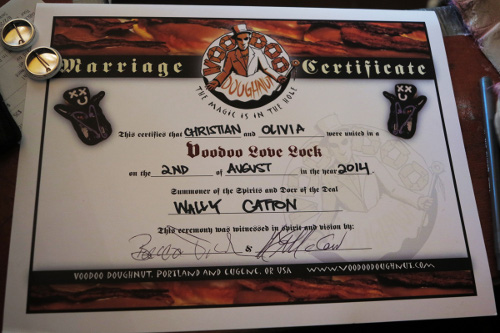 VOODOO
DOUGHNUT
THE MAGIC IS IN THE HOLE
Marriage Certificate
This certifies that CHRISTIAN and OLIVIA were united in a
Voodoo Love Lock
on the 2ND of AUGUST in the year 2014.
Summoner of the Spirits and Doer of the Deal
WALLY CATTON
This ceremony was witnessed in spirit and vision by:
&
VOODOO DOUGHNUT, PORTLAND AND EUGENE, OR USA WWW.VOODOODOUGHNUT.COM